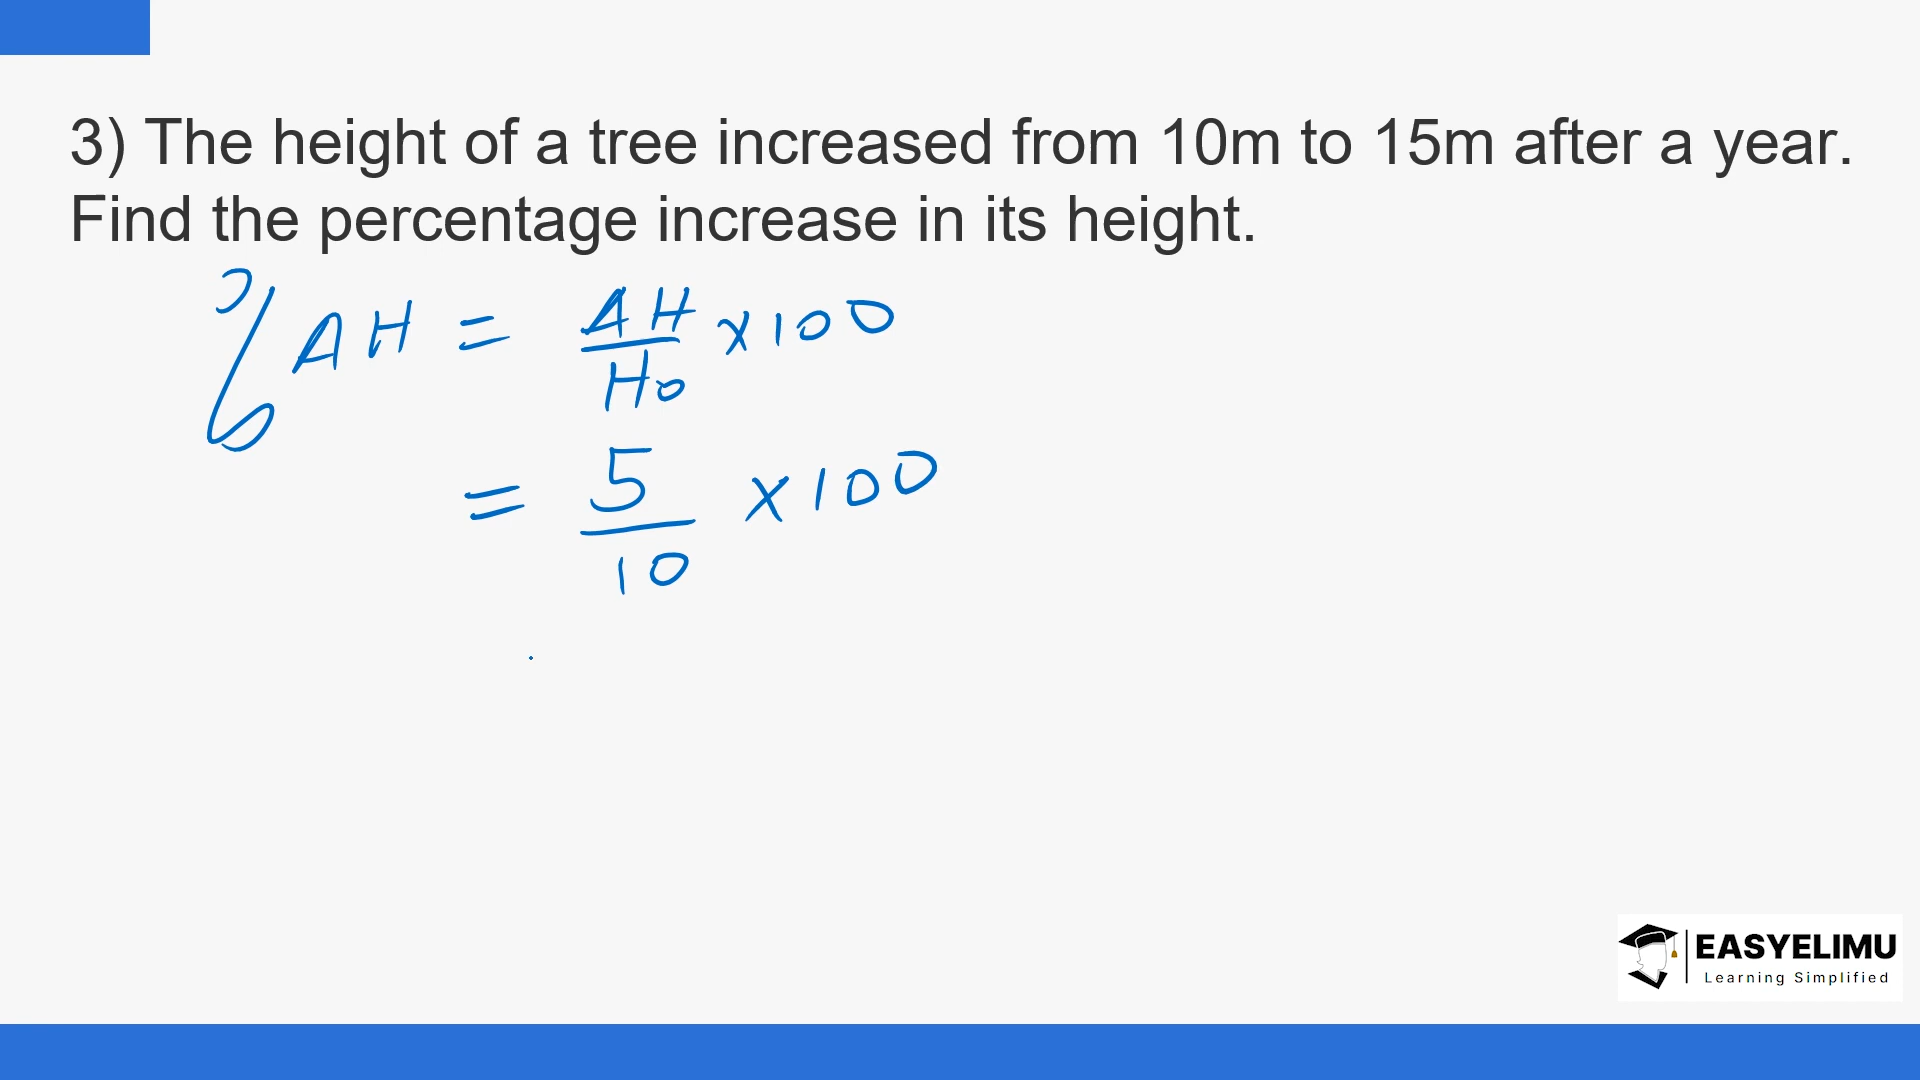 3) The height of a tree increased from 10m to 15m after a year.
Find the percentage increase in its height.
% ΔH = ΔH/Ho x100
= 5/10 x100
EASYELIMU
Learning Simplified